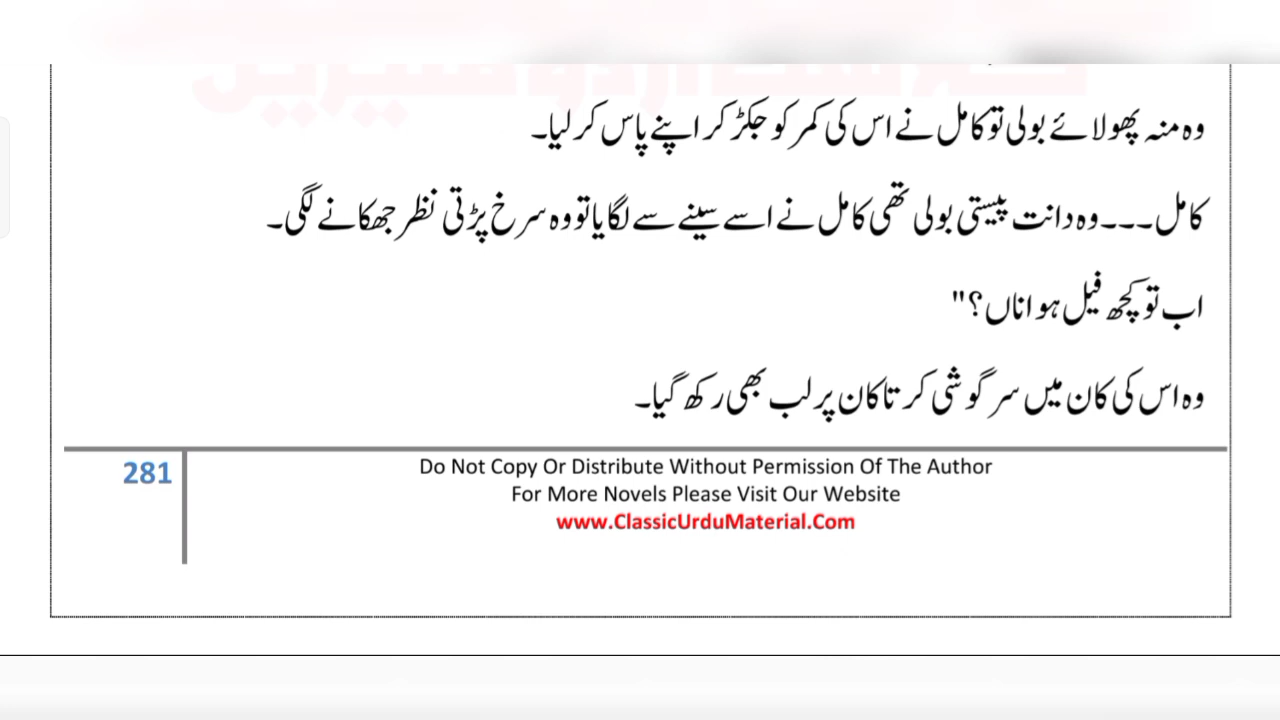 وہ منہ پھولائے بولی تو کامل نے اس کی کمر کو جکڑ کر اپنے پاس کر لیا۔
کامل۔۔۔وہ دانت پیستی بولی تھی کامل نے اسے سینے سے لگایا تو وہ سرخ پڑتی نظر جھکانے لگی۔
اب تو کچھ فیل ہوا ناں؟"
وہ اس کی کان میں سرگوشی کرتا کان پر لب بھی رکھ گیا۔
281
Do Not Copy Or Distribute Without Permission Of The Author
For More Novels Please Visit Our Website
www.ClassicUrduMaterial.Com